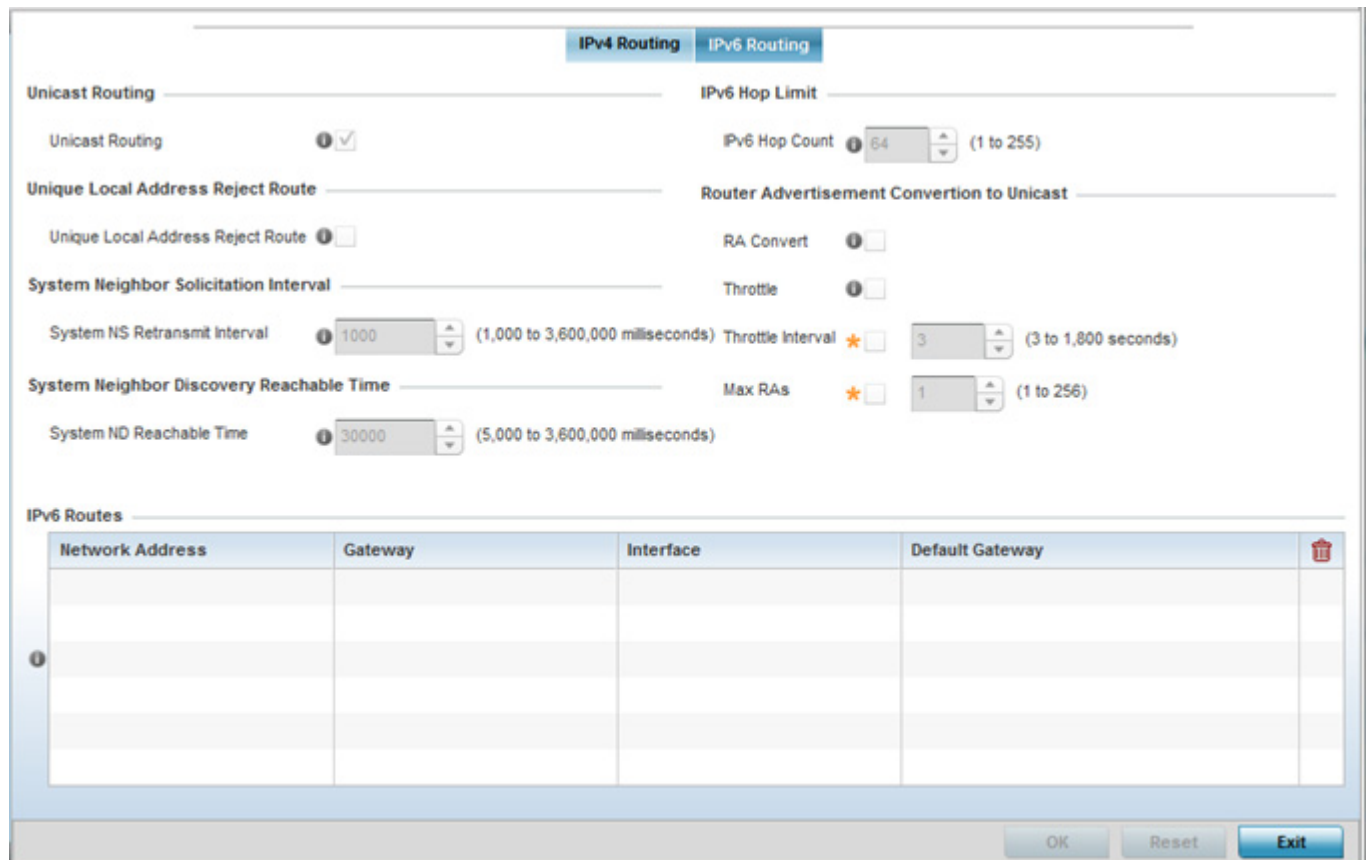 IPv4 Routing
IPv6 Routing
Unicast Routing
Unicast Routing
Unique Local Address Reject Route
Unique Local Address Reject Route
System Neighbor Solicitation Interval
System NS Retransmit Interval 1000 (1,000 to 3,600,000 milliseconds)
System Neighbor Discovery Reachable Time
System ND Reachable Time 30000 (5,000 to 3,600,000 milliseconds)
IPv6 Hop Limit
IPv6 Hop Count 64 (1 to 255)
Router Advertisement Convertion to Unicast
RA Convert
Throttle
Throttle Interval * 3 (3 to 1,800 seconds)
Max RAs * 1 (1 to 256)
IPv6 Routes
Network Address Gateway Interface Default Gateway
OK Reset Exit